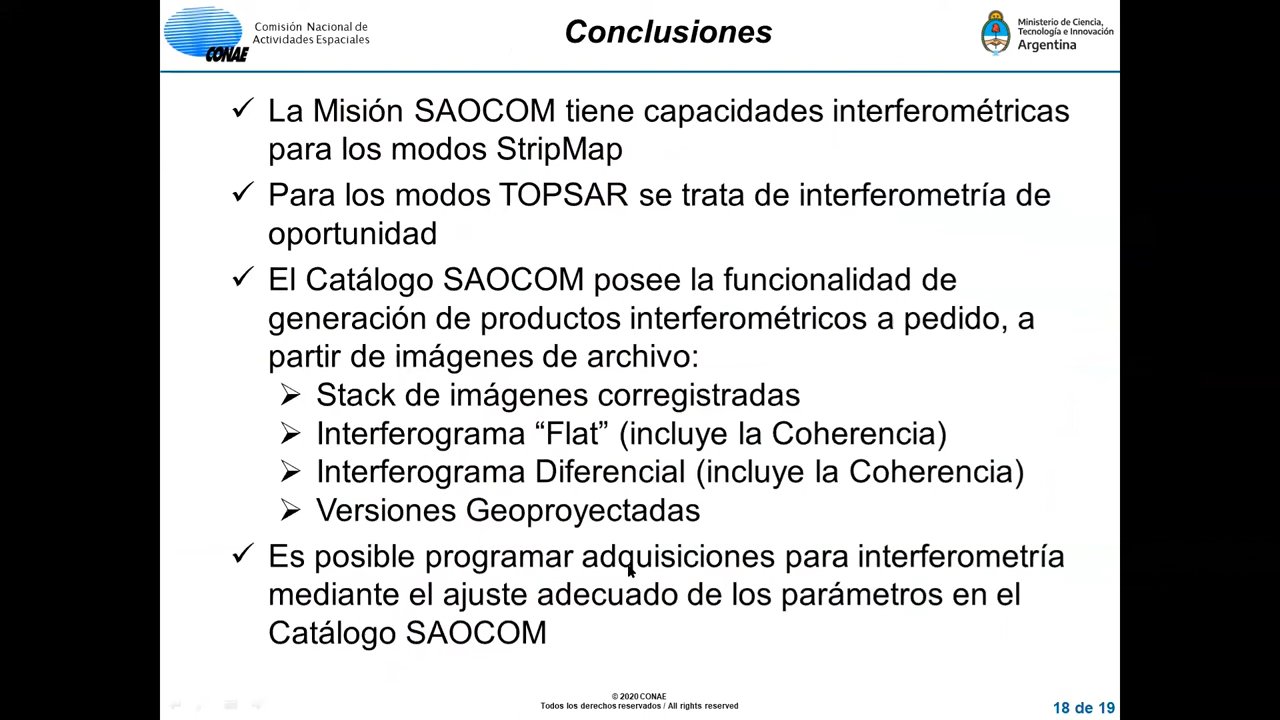 CONAE
Comisión Nacional de
Actividades Espaciales
Conclusiones
Ministerio de Ciencia,
Tecnología e Innovación
Argentina
✓ La Misión SAOCOM tiene capacidades interferométricas
para los modos StripMap
✓ Para los modos TOPSAR se trata de interferometría de
oportunidad
✓ El Catálogo SAOCOM posee la funcionalidad de
generación de productos interferométricos a pedido, a
partir de imágenes de archivo:
➢ Stack de imágenes corregistradas
➢ Interferograma “Flat” (incluye la Coherencia)
➢ Interferograma Diferencial (incluye la Coherencia)
➢ Versiones Geoproyectadas
✓ Es posible programar adquisiciones para interferometría
mediante el ajuste adecuado de los parámetros en el
Catálogo SAOCOM
© 2020 CONAE
Todos los derechos reservados / All rights reserved
18 de 19